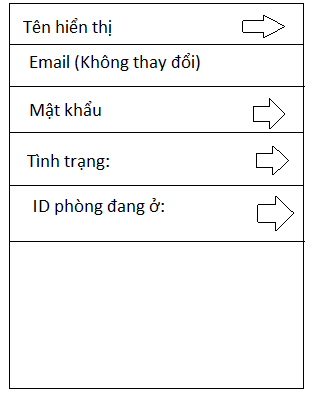 Tên hiển thị
Email (Không thay đổi)
Mật khẩu
Tình trạng:
ID phòng đang ở: